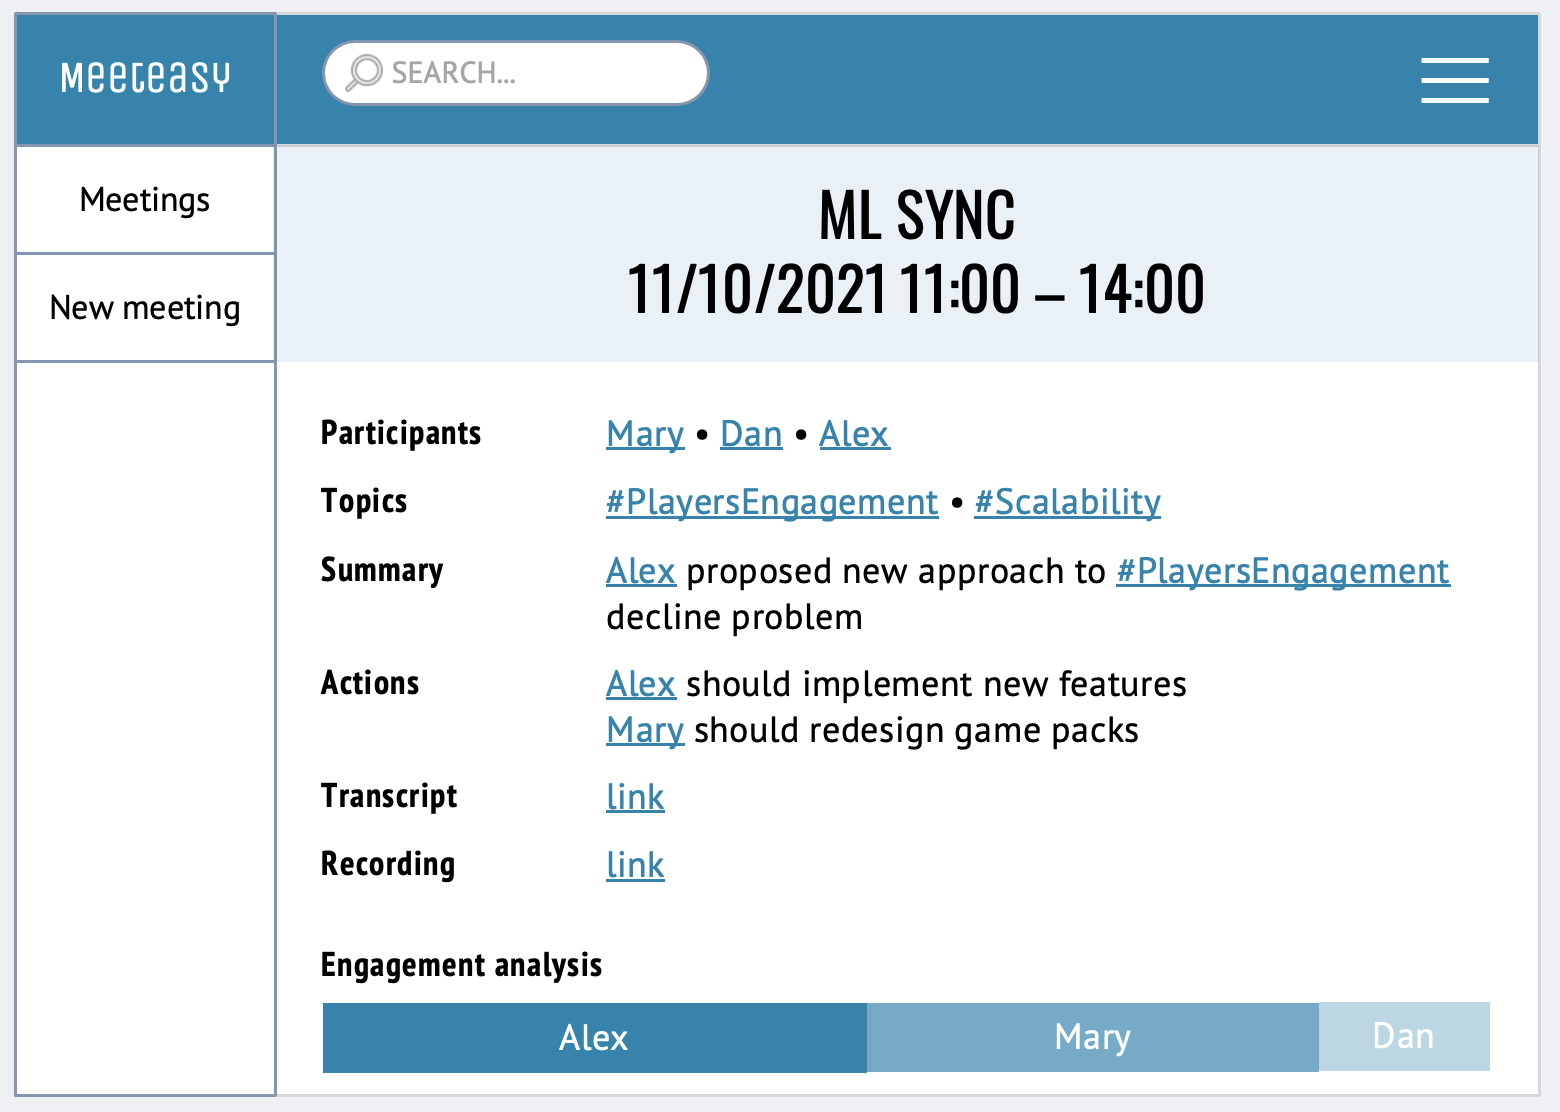 Meeteasy
SEARCH...
Meetings
New meeting
ML SYNC
11/10/2021 11:00 – 14:00
Participants Mary • Dan • Alex
Topics #PlayersEngagement • #Scalability
Summary Alex proposed new approach to #PlayersEngagement
decline problem
Actions Alex should implement new features
Mary should redesign game packs
Transcript link
Recording link
Engagement analysis
Alex Mary Dan